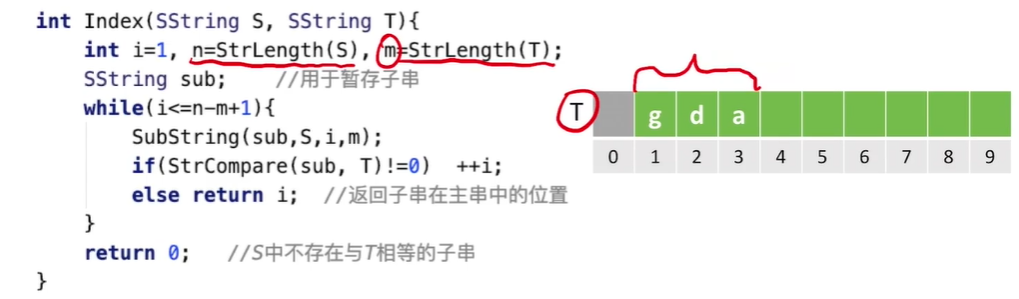 int Index(SString S, SString T){
int i=1, n=StrLength(S), m=StrLength(T);
SString sub; //用于暂存子串
while(i<=n-m+1){
SubString(sub,S,i,m);
if(StrCompare(sub, T)!=0) ++i;
else return i; //返回子串在主串中的位置
}
return 0; //S中不存在与T相等的子串
}
T g d a
0 1 2 3 4 5 6 7 8 9